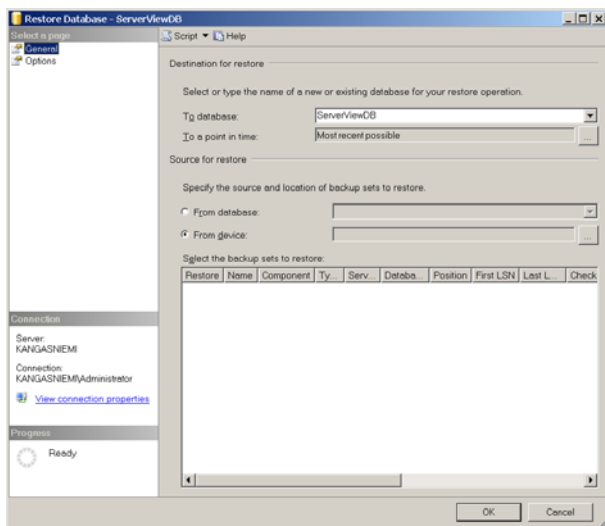 Restore Database - ServerViewDB
Select a page
General
Options
Script
Help
Destination for restore
Select or type the name of a new or existing database for your restore operation.
To database:
ServerViewDB
To a point in time:
Most recent possible
...
Source for restore
Specify the source and location of backup sets to restore.
From database:
From device:
...
Select the backup sets to restore:
Restore Name Component Ty... Serv... Databa... Position First LSN Last L... Check
Connection
Server:
KANGASNIEMI
Connection:
KANGASNIEMI\Administrator
View connection properties
Progress
Ready
OK
Cancel